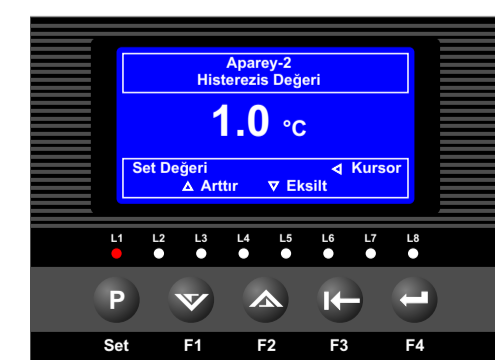 Aparey-2
Histerezis Değeri
1.0 °C
Set Değeri ◁ Kursor
△ Arttır ▽ Eksilt
L1 L2 L3 L4 L5 L6 L7 L8
P
Set F1 F2 F3 F4